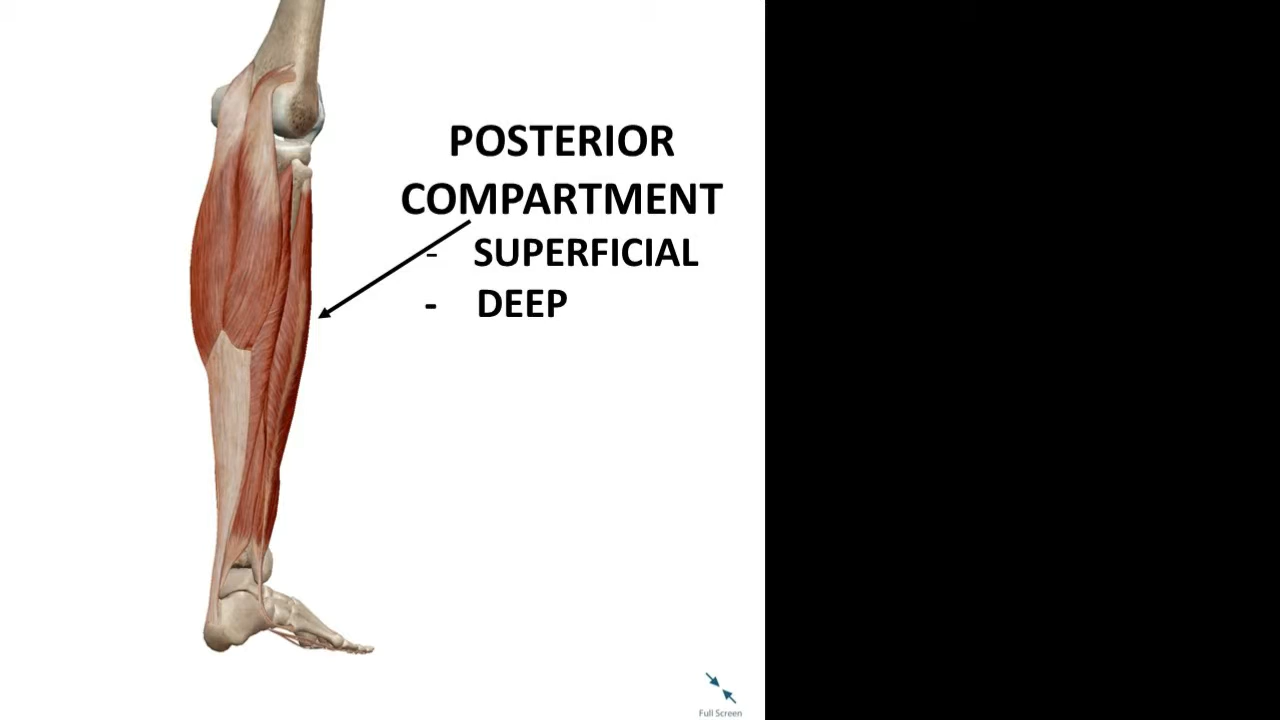 POSTERIOR
COMPARTMENT
- SUPERFICIAL
- DEEP
Full Screen